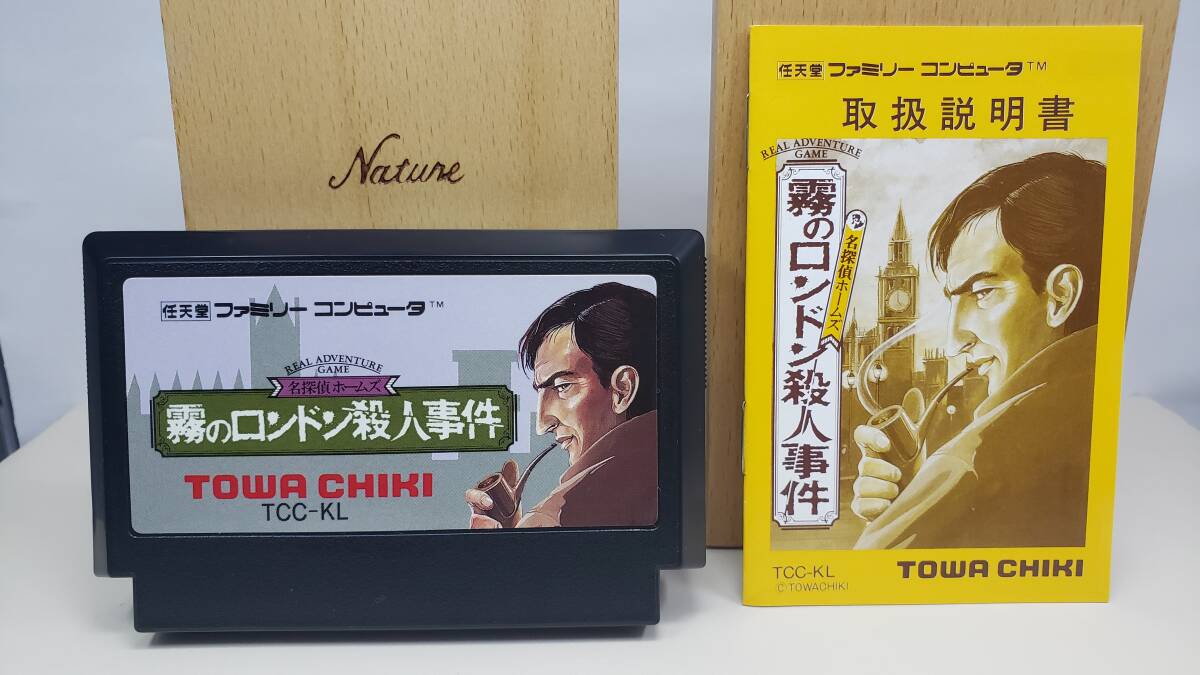 Nature
任天堂 ファミリー コンピュータ™
REAL ADVENTURE
GAME
名探偵ホームズ
霧のロンドン殺人事件
TOWA CHIKI
TCC-KL
任天堂 ファミリー コンピュータ™
取扱説明書
REAL ADVENTURE
GAME
名探偵ホームズ
霧のロンドン殺人事件
TCC-KL
©TOWACHIKI
TOWA CHIKI